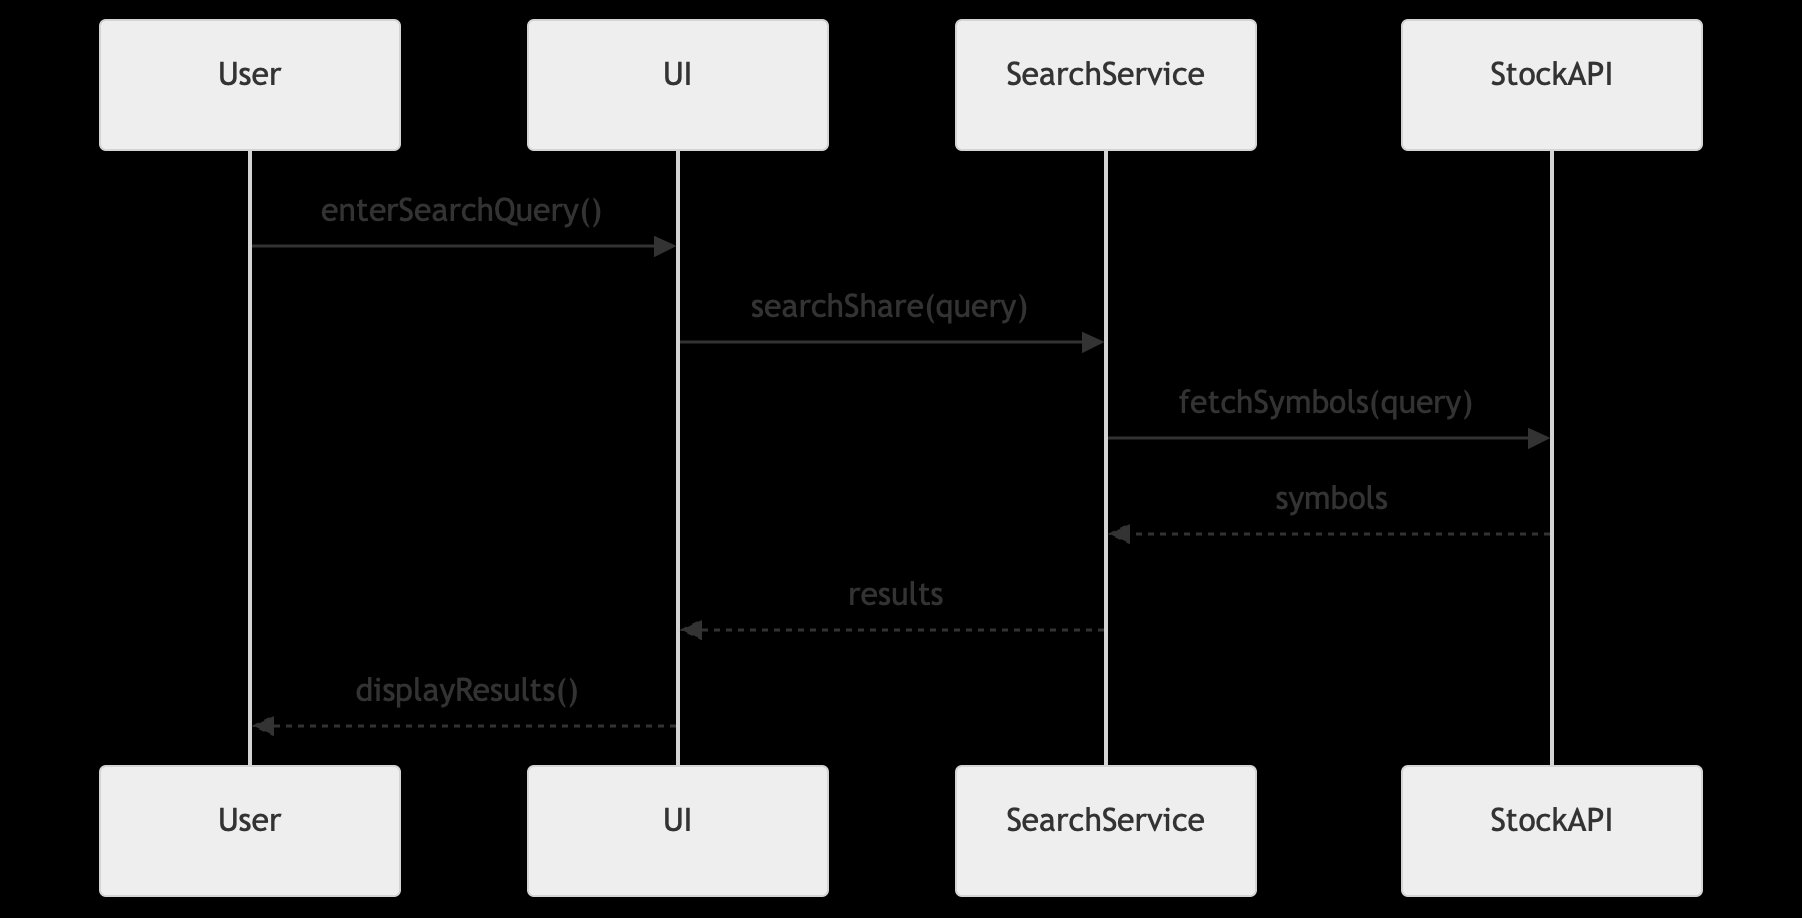 User
UI
SearchService
StockAPI
enterSearchQuery()
searchShare(query)
fetchSymbols(query)
symbols
results
displayResults()
User
UI
SearchService
StockAPI